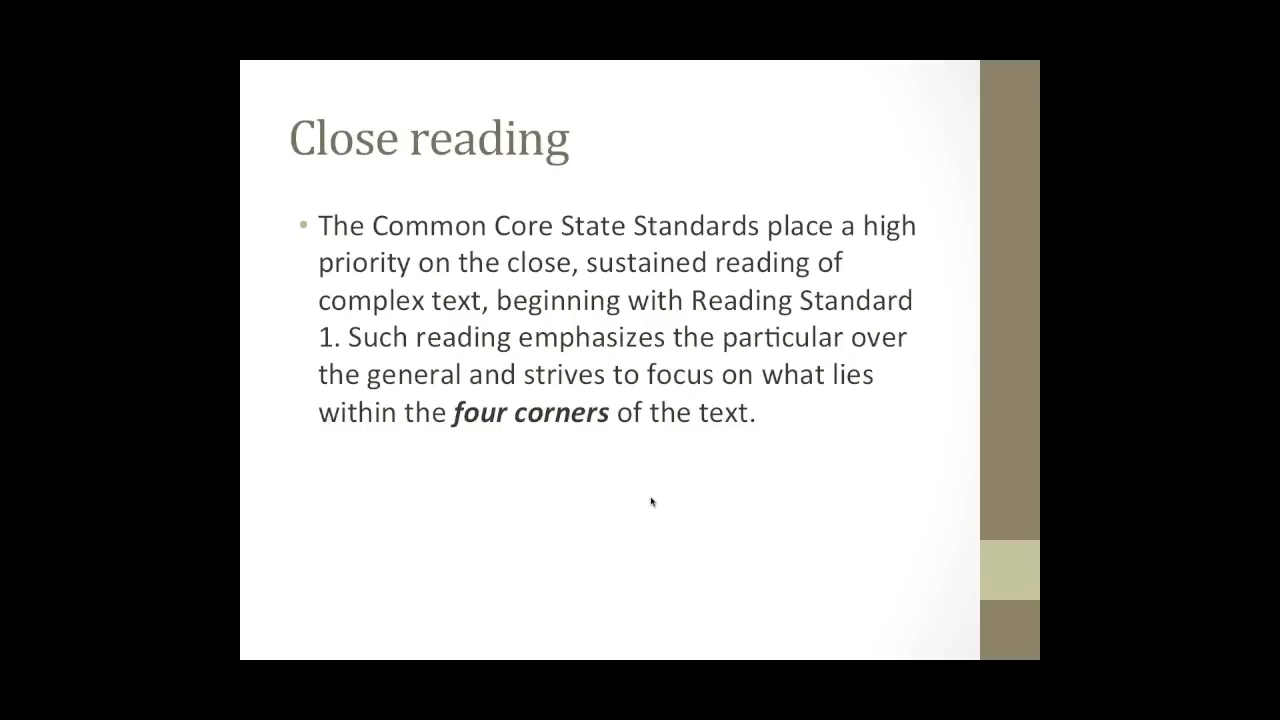 Close reading
• The Common Core State Standards place a high
priority on the close, sustained reading of
complex text, beginning with Reading Standard
1. Such reading emphasizes the particular over
the general and strives to focus on what lies
within the four corners of the text.